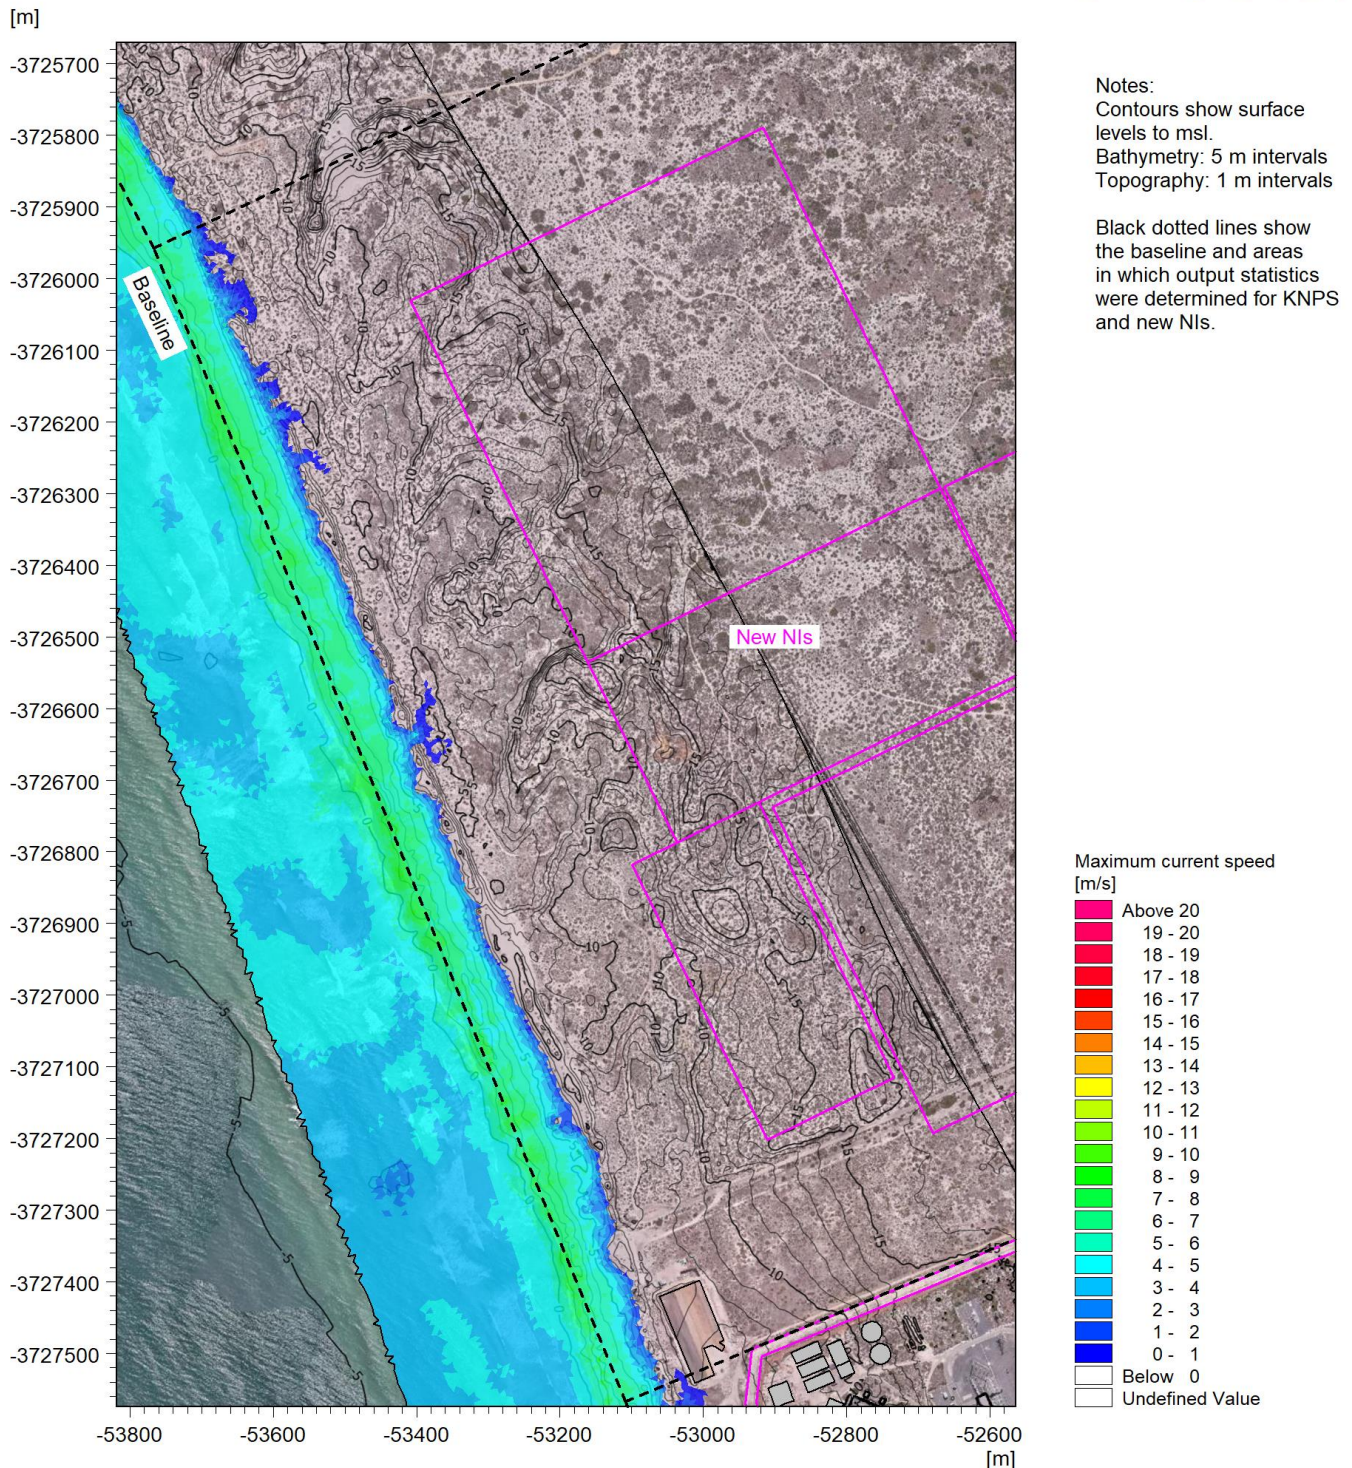 [m]
-3725700
-3725800
-3725900
-3726000
-3726100
-3726200
-3726300
-3726400
-3726500
-3726600
-3726700
-3726800
-3726900
-3727000
-3727100
-3727200
-3727300
-3727400
-3727500
-53800 -53600 -53400 -53200 -53000 -52800 -52600
[m]
Baseline
New NIs
Notes:
Contours show surface
levels to msl.
Bathymetry: 5 m intervals
Topography: 1 m intervals
Black dotted lines show
the baseline and areas
in which output statistics
were determined for KNPS
and new NIs.
Maximum current speed
[m/s]
Above 20
19 - 20
18 - 19
17 - 18
16 - 17
15 - 16
14 - 15
13 - 14
12 - 13
11 - 12
10 - 11
9 - 10
8 - 9
7 - 8
6 - 7
5 - 6
4 - 5
3 - 4
2 - 3
1 - 2
0 - 1
Below 0
Undefined Value